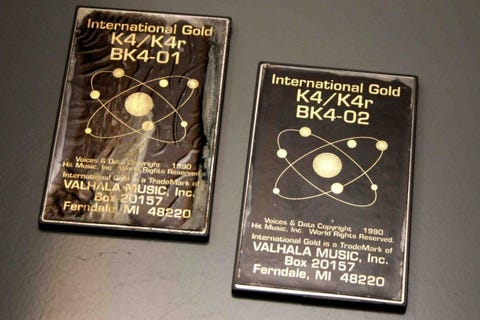 International Gold
K4/K4r
BK4-01
Voices & Data Copyright 1990
Hit Music, Inc. World Rights Reserved.
International Gold is a TradeMark of
VALHALA MUSIC, Inc.
Box 20157
Ferndale, MI 48220
International Gold
K4/K4r
BK4-02
Voices & Data Copyright 1990
Hit Music, Inc. World Rights Reserved.
International Gold is a TradeMark of
VALHALA MUSIC, Inc.
Box 20157
Ferndale, MI 48220